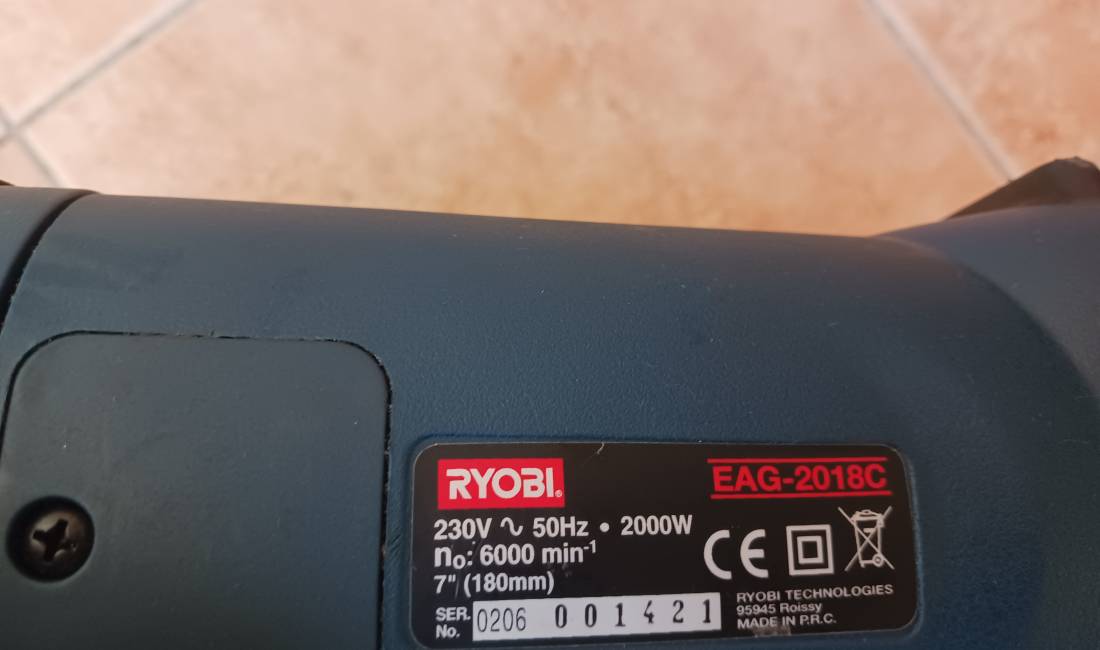 RYOBI®
EAG-2018C
230V ∿ 50Hz • 2000W
no: 6000 min-1
7" (180mm)
SER. No. 0206 001421
CE
RYOBI TECHNOLOGIES
95945 Roissy
MADE IN P.R.C.